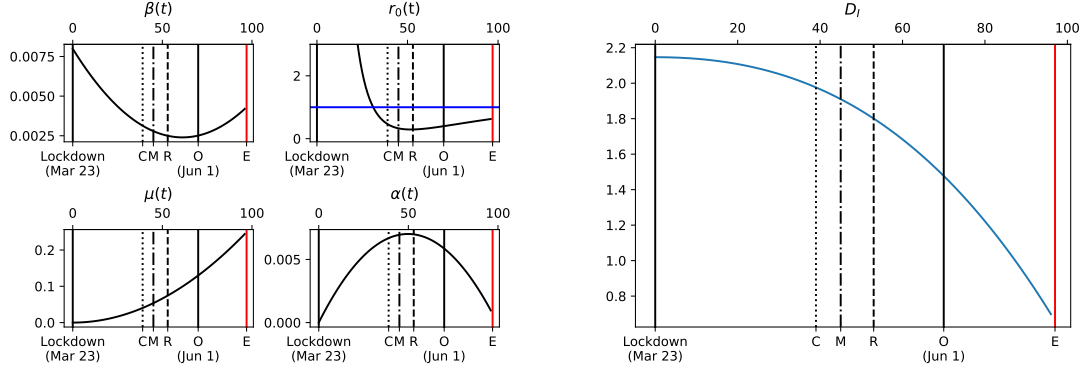 β(t)
0 50 100
0.0075
0.0050
0.0025
Lockdown C M R O E
(Mar 23) (Jun 1)
r₀(t)
0 50 100
2
0
Lockdown C M R O E
(Mar 23) (Jun 1)
μ(t)
0 50 100
0.2
0.1
0.0
Lockdown C M R O E
(Mar 23) (Jun 1)
α(t)
0 50 100
0.005
0.000
Lockdown C M R O E
(Mar 23) (Jun 1)
D_I
0 20 40 60 80 100
2.2
2.0
1.8
1.6
1.4
1.2
1.0
0.8
Lockdown C M R O E
(Mar 23) (Jun 1)